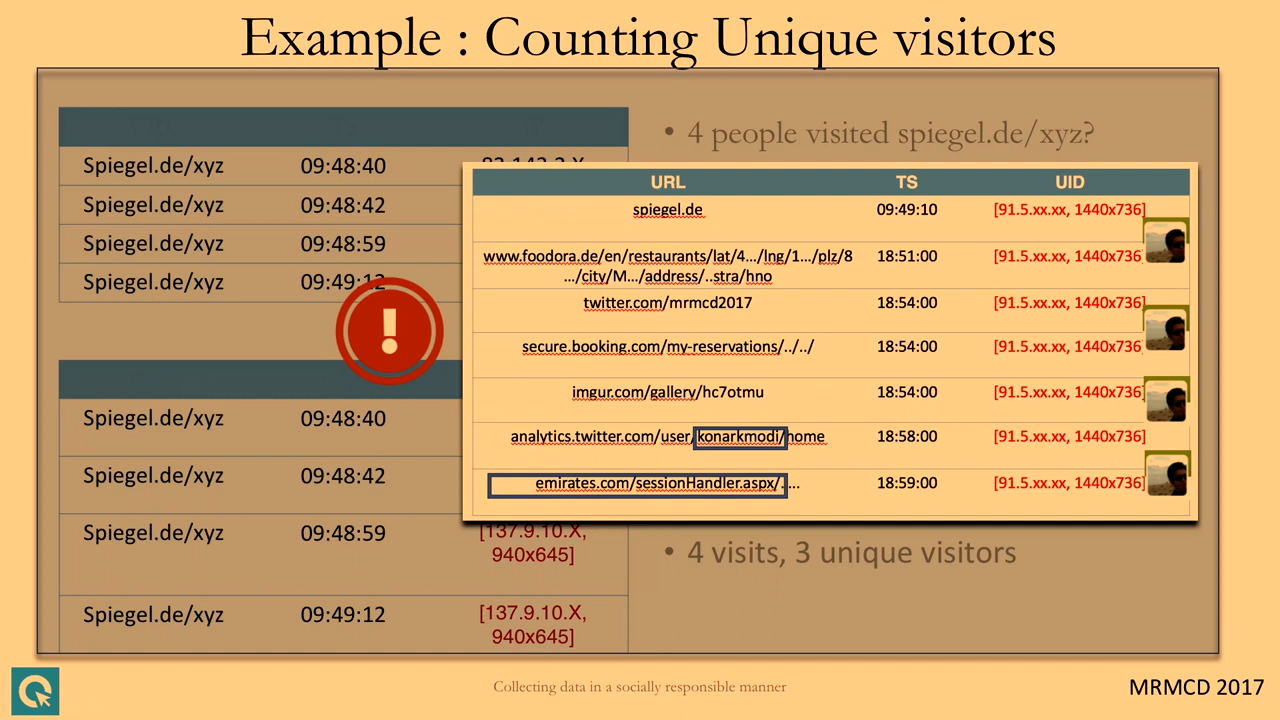 Example : Counting Unique visitors
Spiegel.de/xyz 09:48:40
Spiegel.de/xyz 09:48:42
Spiegel.de/xyz 09:48:59
Spiegel.de/xyz 09:49:12
• 4 people visited spiegel.de/xyz?
URL TS UID
spiegel.de 09:49:10 [91.5.xx.xx, 1440x736]
www.foodora.de/en/restaurants/lat/4.../lng/1.../plz/8 18:51:00 [91.5.xx.xx, 1440x736]
.../city/M.../address/..stra/hno
twitter.com/mrmcd2017 18:54:00 [91.5.xx.xx, 1440x736]
secure.booking.com/my-reservations/../../ 18:54:00 [91.5.xx.xx, 1440x736]
imgur.com/gallery/hc7otmu 18:54:00 [91.5.xx.xx, 1440x736]
analytics.twitter.com/user/konarkmodi/home 18:58:00 [91.5.xx.xx, 1440x736]
emirates.com/sessionHandler.aspx/..... 18:59:00 [91.5.xx.xx, 1440x736]
Spiegel.de/xyz 09:48:40
Spiegel.de/xyz 09:48:42
Spiegel.de/xyz 09:48:59 [137.9.10.X,
940x645]
Spiegel.de/xyz 09:49:12 [137.9.10.X,
940x645]
• 4 visits, 3 unique visitors
Collecting data in a socially responsible manner
MRMCD 2017